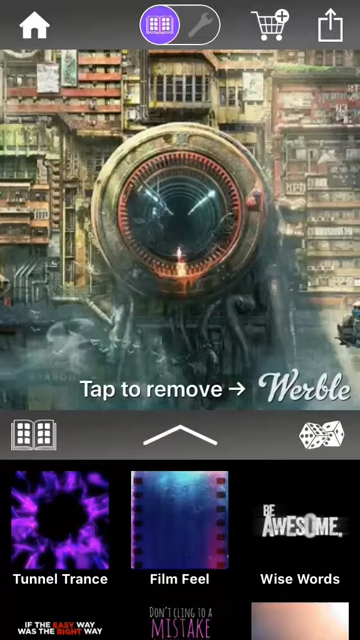 Tap to remove → Werble
Tunnel Trance
Film Feel
BE
AWESOME.
Wise Words
IF THE EASY WAY
WAS THE RIGHT WAY
DON'T CLING TO A
MISTAKE